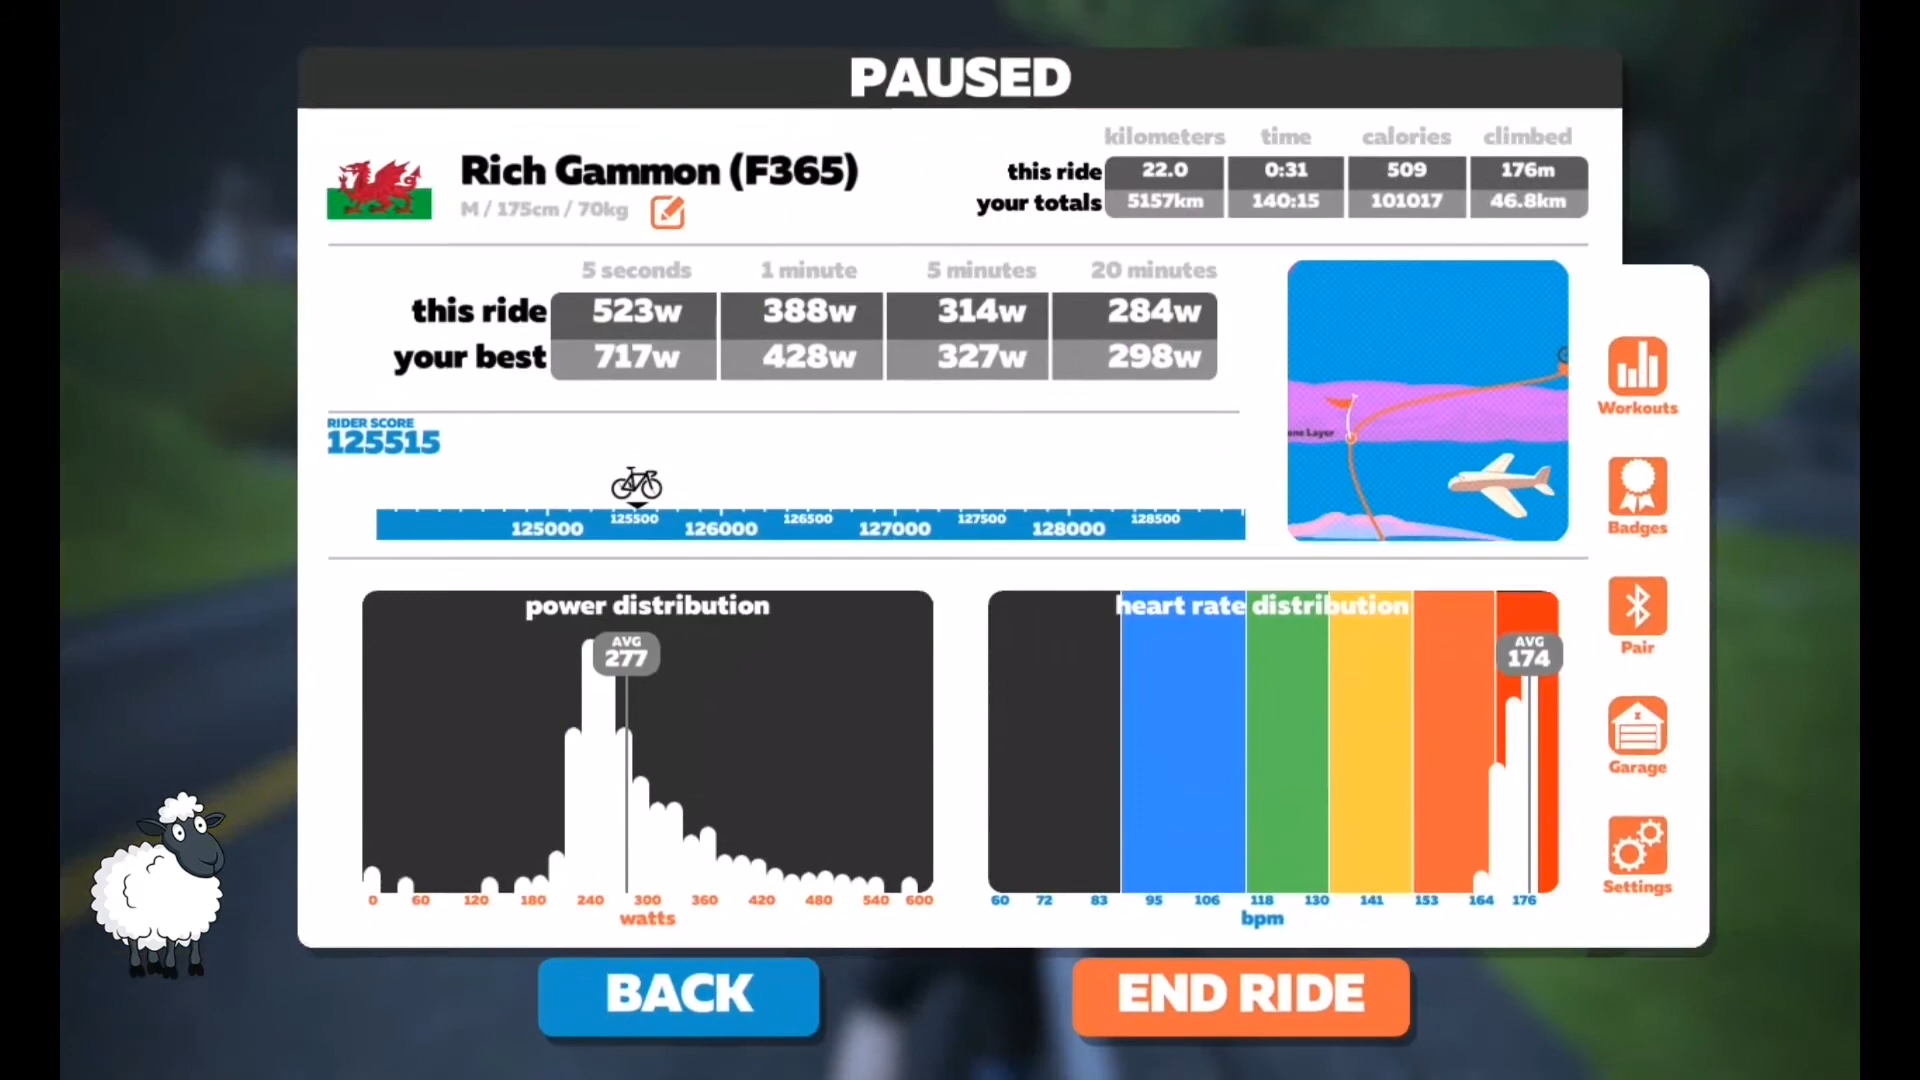 PAUSED
kilometers time calories climbed
Rich Gammon (F365)
M / 175cm / 70kg
this ride 22.0 0:31 509 176m
your totals 5157km 140:15 101017 46.8km
5 seconds 1 minute 5 minutes 20 minutes
this ride 523w 388w 314w 284w
your best 717w 428w 327w 298w
RIDER SCORE
125515
125000 125500 126000 126500 127000 127500 128000 128500
one Layer
Workouts
Badges
Pair
Garage
Settings
power distribution
AVG
277
0 60 120 180 240 300 360 420 480 540 600
watts
heart rate distribution
AVG
174
60 72 83 95 106 118 130 141 153 164 176
bpm
BACK
END RIDE